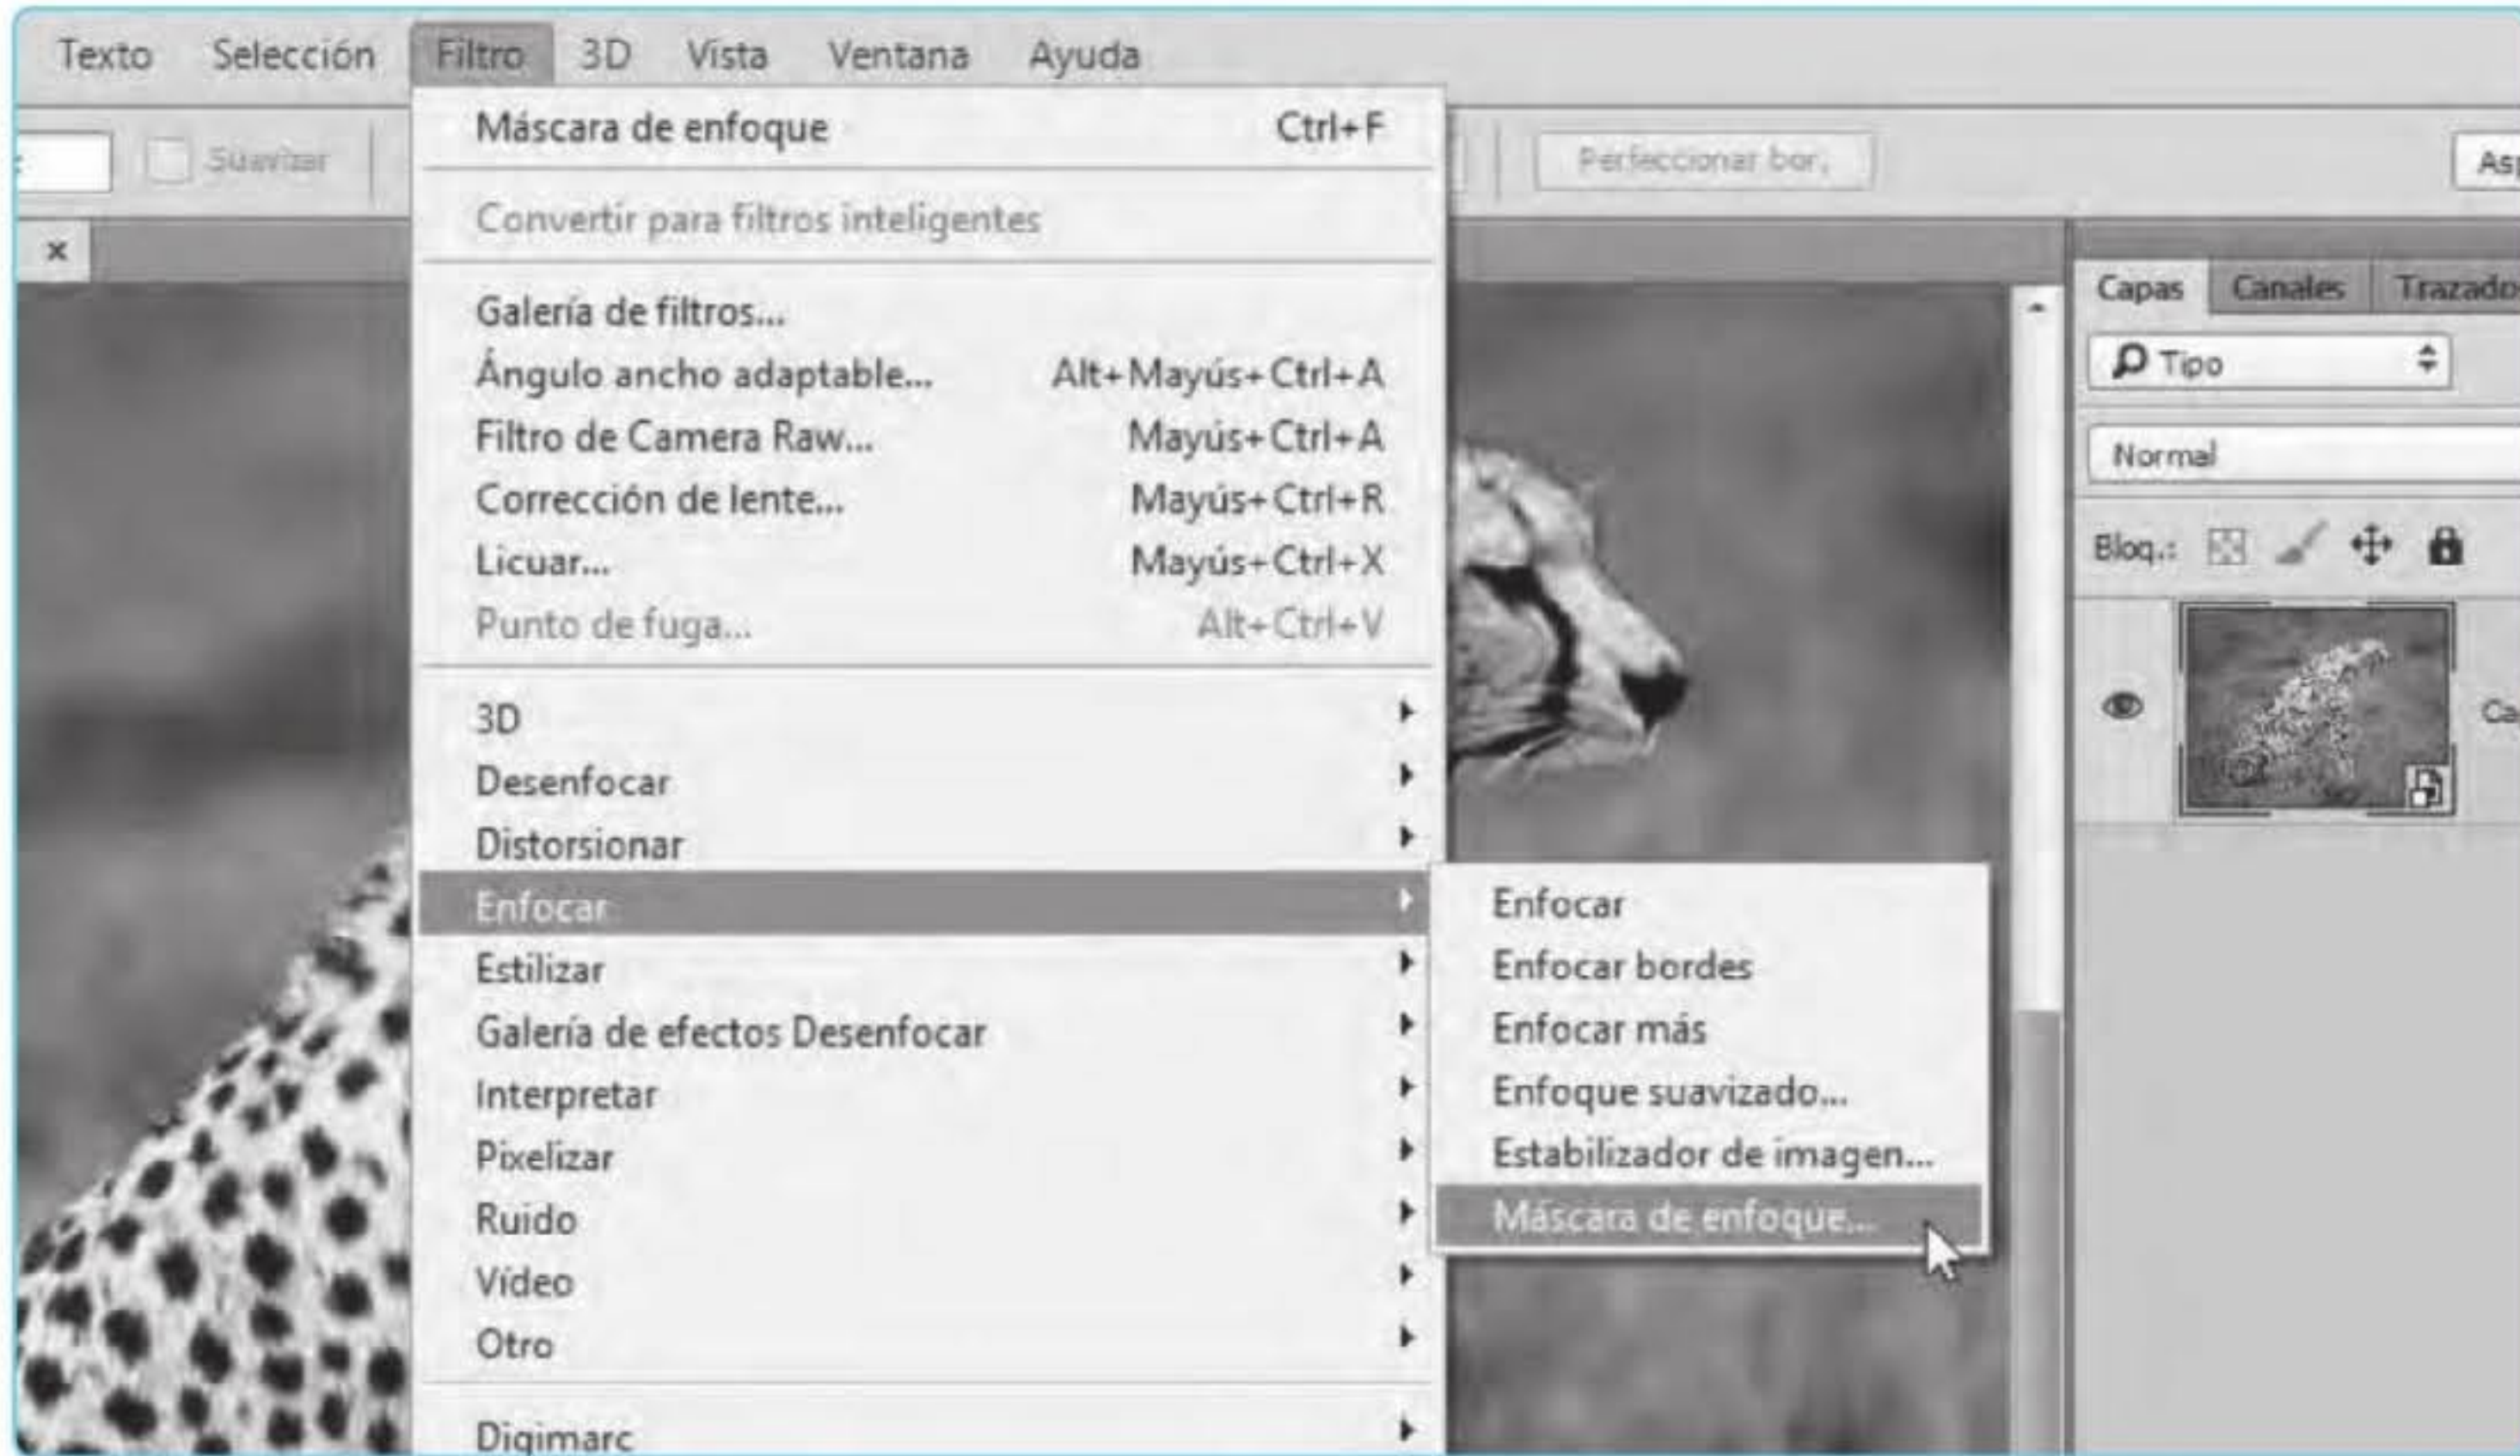 Texto Selección Filtro 3D Vista Ventana Ayuda
Suavizar
Perfeccionar bor.
x
Máscara de enfoque Ctrl+F
Convertir para filtros inteligentes
Galería de filtros...
Ángulo ancho adaptable... Alt+Mayús+Ctrl+A
Filtro de Camera Raw... Mayús+Ctrl+A
Corrección de lente... Mayús+Ctrl+R
Licuar... Mayús+Ctrl+X
Punto de fuga... Alt+Ctrl+V
3D
Desenfocar
Distorsionar
Enfocar
Estilizar
Galería de efectos Desenfocar
Interpretar
Pixelizar
Ruido
Vídeo
Otro
Digimarc
Enfocar
Enfocar bordes
Enfocar más
Enfoque suavizado...
Estabilizador de imagen...
Máscara de enfoque...
Capas Canales Trazado
Tipo
Normal
Bloq.: